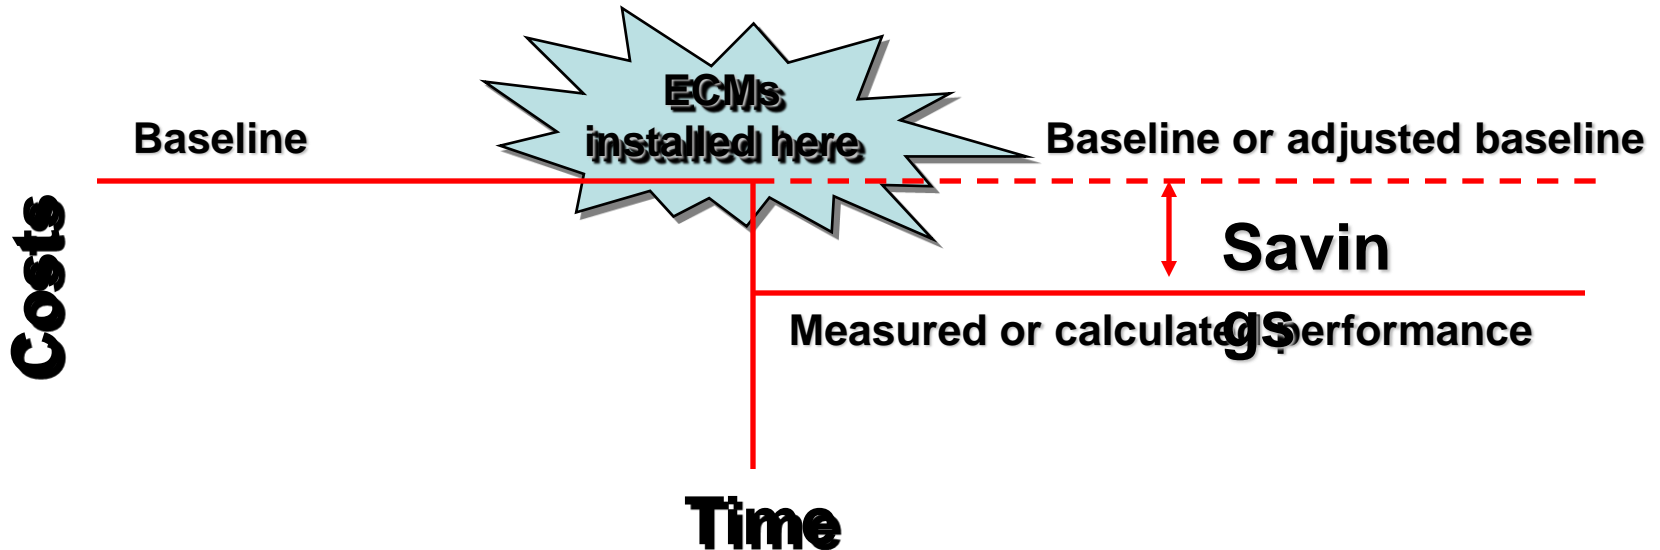 ECMs
installed here
Baseline
Baseline or adjusted baseline
Costs
Savin
gs
Measured or calculated performance
Time